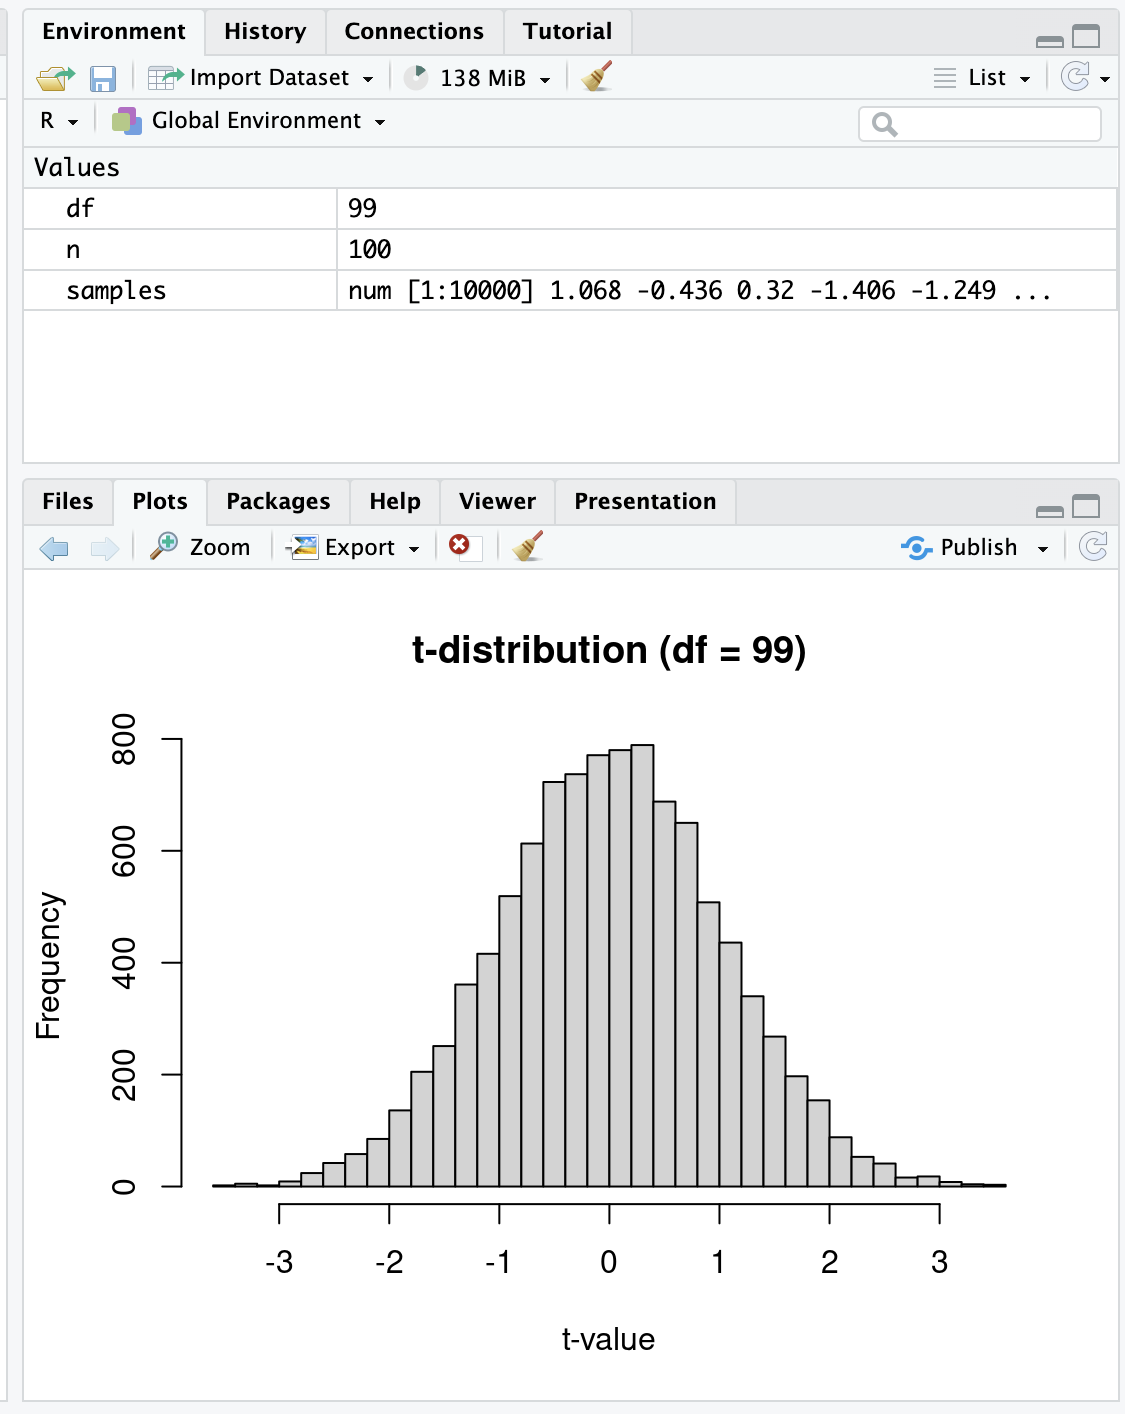 Environment History Connections Tutorial
Import Dataset 138 MiB List
R Global Environment
Values
df 99
n 100
samples num [1:10000] 1.068 -0.436 0.32 -1.406 -1.249 ...
Files Plots Packages Help Viewer Presentation
Zoom Export Publish
t-distribution (df = 99)
800
600
400
200
0
Frequency
-3 -2 -1 0 1 2 3
t-value